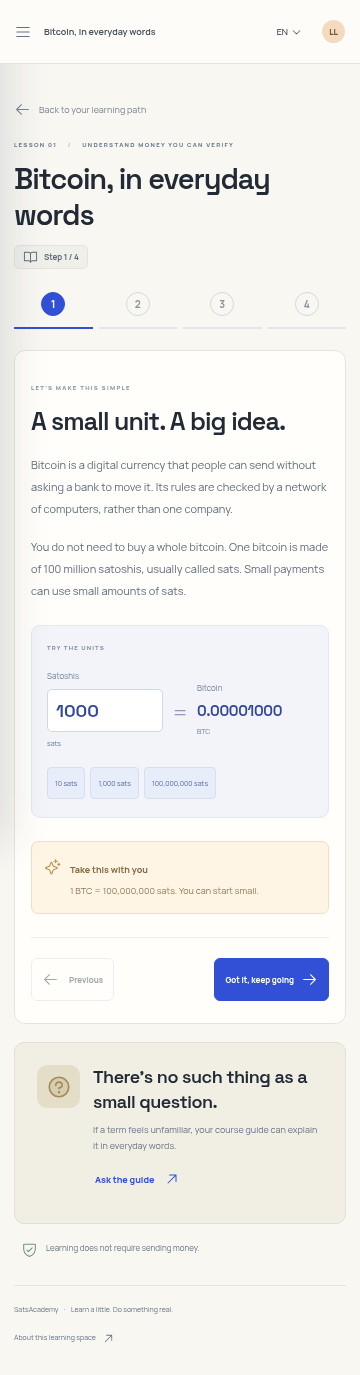 Bitcoin, in everyday words
EN
LL
Back to your learning path
LESSON 01 / UNDERSTAND MONEY YOU CAN VERIFY
Bitcoin, in everyday
words
Step 1 / 4
1
2
3
4
LET'S MAKE THIS SIMPLE
A small unit. A big idea.
Bitcoin is a digital currency that people can send without
asking a bank to move it. Its rules are checked by a network
of computers, rather than one company.
You do not need to buy a whole bitcoin. One bitcoin is made
of 100 million satoshis, usually called sats. Small payments
can use small amounts of sats.
TRY THE UNITS
Satoshis
1000
sats
=
Bitcoin
0.00001000
BTC
10 sats
1,000 sats
100,000,000 sats
Take this with you
1 BTC = 100,000,000 sats. You can start small.
Previous
Got it, keep going
There's no such thing as a
small question.
If a term feels unfamiliar, your course guide can explain
it in everyday words.
Ask the guide
Learning does not require sending money.
SatsAcademy · Learn a little. Do something real.
About this learning space